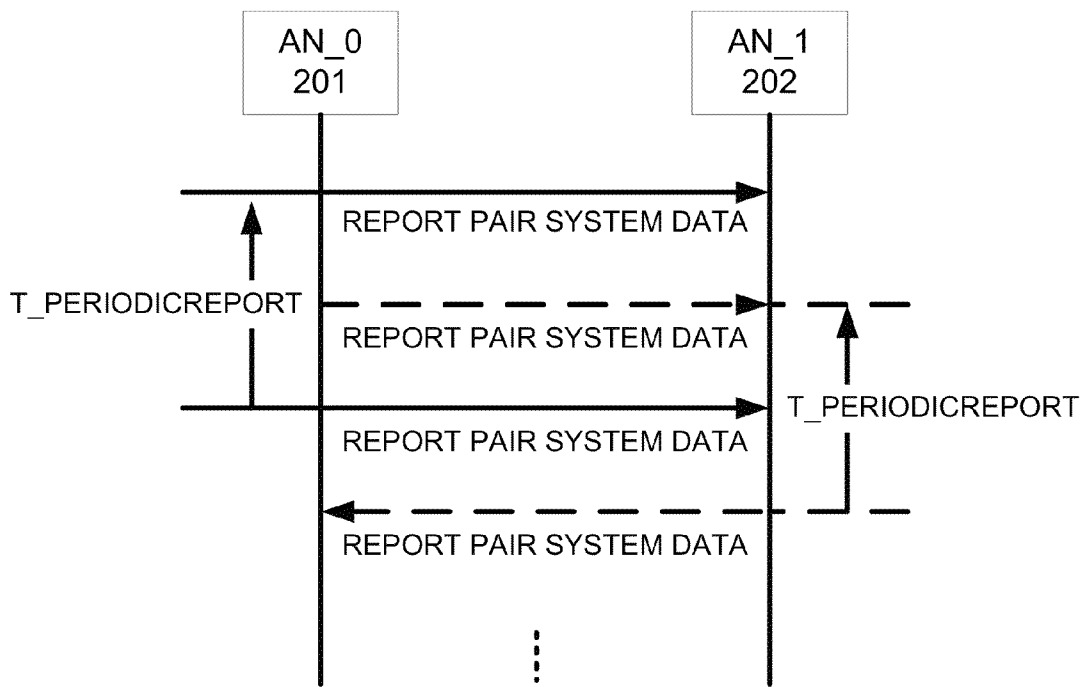 AN_0
201
AN_1
202
REPORT PAIR SYSTEM DATA
T_PERIODICREPORT
REPORT PAIR SYSTEM DATA
T_PERIODICREPORT
REPORT PAIR SYSTEM DATA
REPORT PAIR SYSTEM DATA